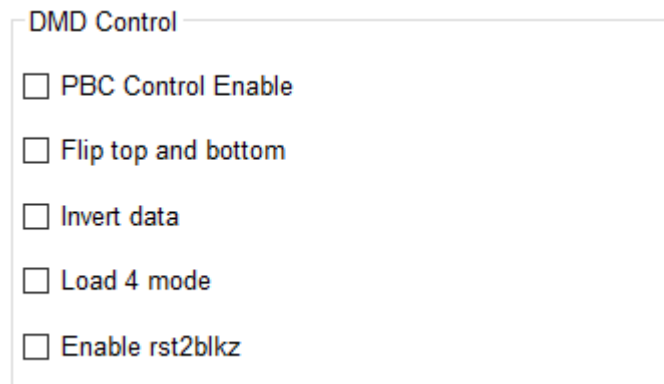 DMD Control
PBC Control Enable
Flip top and bottom
Invert data
Load 4 mode
Enable rst2blkz